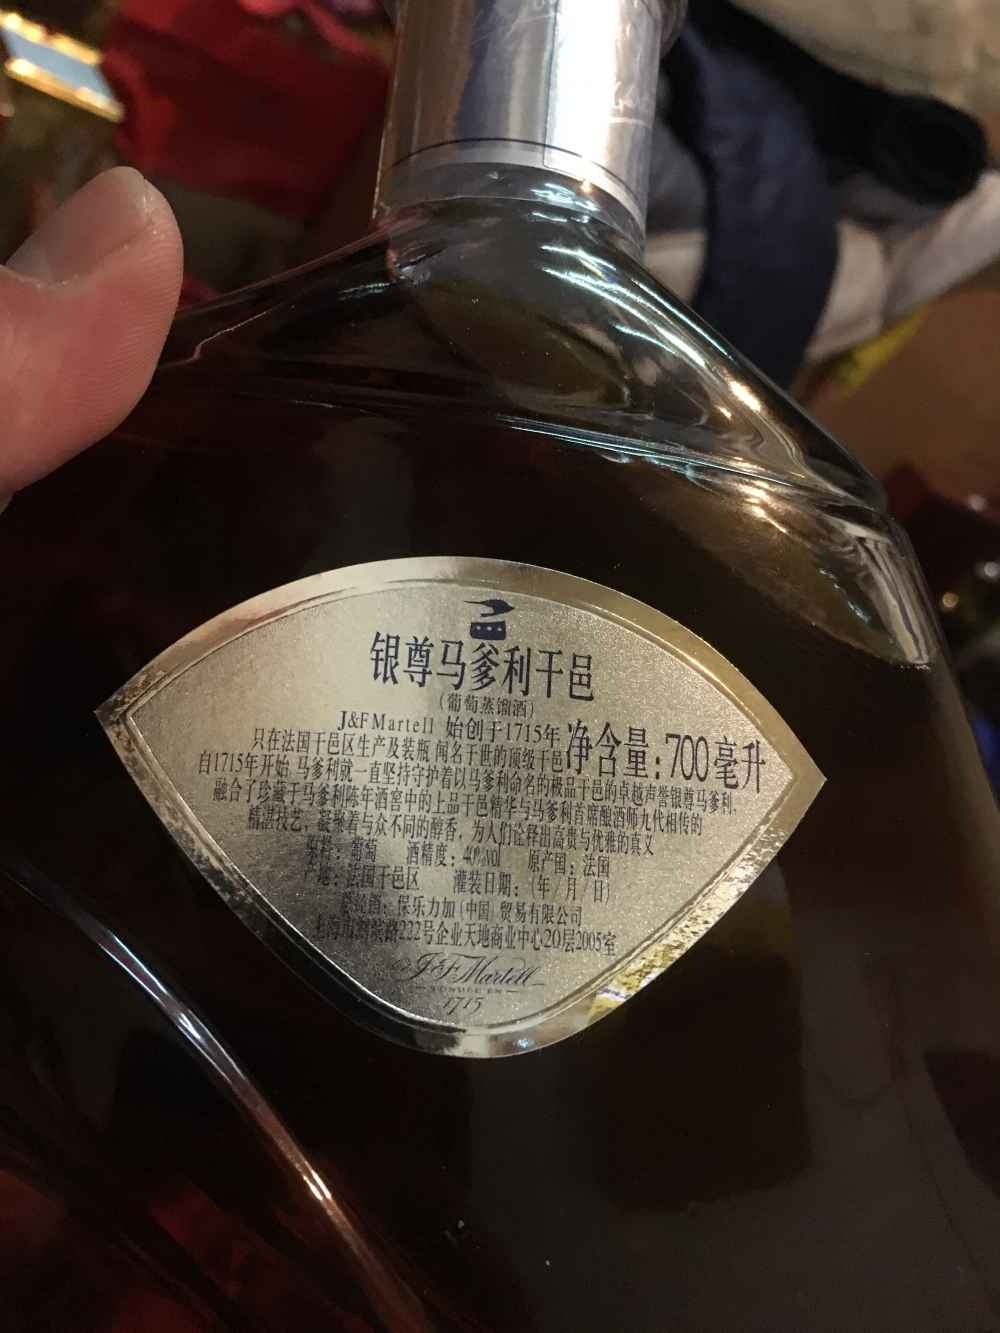 银尊马爹利干邑
(葡萄蒸馏酒)
J&F Martell 始创于1715年 净含量:700毫升
只在法国干邑区生产及装瓶 闻名于世的顶级干邑
自1715年开始,马爹利就一直坚持守护着以马爹利命名的极品干邑的卓越声誉银尊马爹利,
融合了珍藏于马爹利陈年酒窖中的上品干邑精华与马爹利首席酿酒师九代相传的
精湛技艺,凝聚着与众不同的醇香,为人们诠释出高贵与优雅的真义
原料:葡萄 酒精度:40%vol 原产国:法国
产地:法国干邑区 灌装日期:(年/月/日)
总经销:保乐力加(中国)贸易有限公司
上海市 222号企业天地商业中心20层2005室
J&F Martell
FONDÉE EN
1715